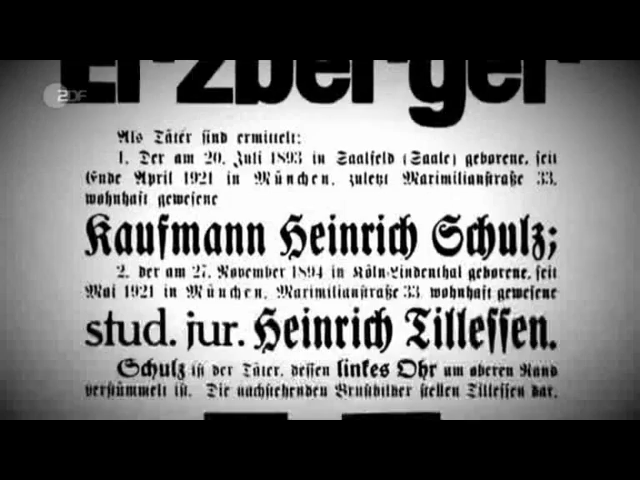 Erzberger
ZDF
Als Täter sind ermittelt:
1. Der am 20. Juli 1893 in Saalfeld (Saale) geborene, seit
Ende April 1921 in München, zuletzt Maximilianstraße 33,
wohnhaft gewesene
Kaufmann Heinrich Schulz;
2. der am 27. November 1894 in Köln-Lindenthal geborene, seit
Mai 1921 in München, Maximilianstraße 33, wohnhaft gewesene
stud. jur. Heinrich Tillessen.
Schulz ist der Täter, dessen linkes Ohr am oberen Rand
verstümmelt ist. Die nachstehenden Brustbilder stellen Tillessen dar.